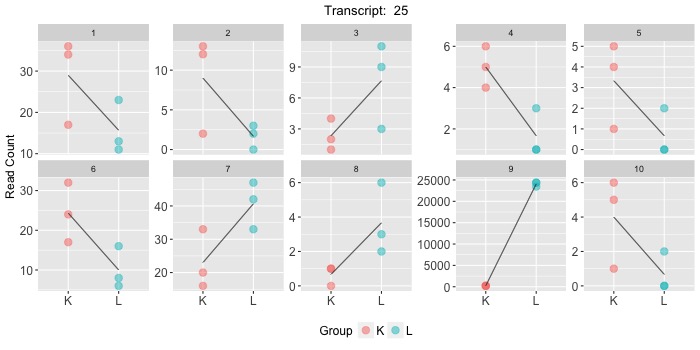 Transcript: 25
1 2 3 4 5
30 20 10
10 5 0
9 6 3
6 4 2
5 4 3 2 1 0
Read Count
6 7 8 9 10
30 20 10
40 30 20
6 4 2 0
25000 20000 15000 10000 5000 0
6 4 2 0
K L K L K L K L K L
Group K L